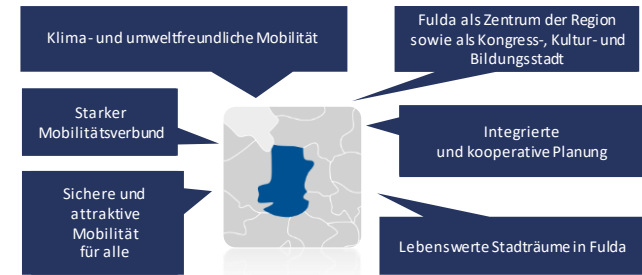 Klima- und umweltfreundliche Mobilität
Fulda als Zentrum der Region
sowie als Kongress-, Kultur- und
Bildungsstadt
Starker
Mobilitätsverbund
Integrierte
und kooperative Planung
Sichere und
attraktive
Mobilität
für alle
Lebenswerte Stadträume in Fulda